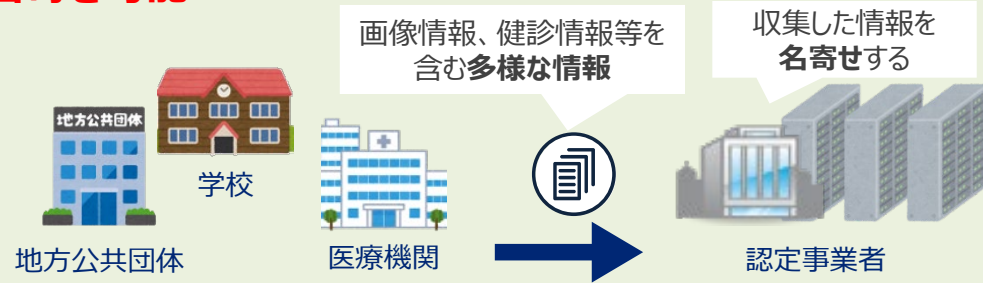 画像情報、健診情報等を
含む多様な情報
収集した情報を
名寄せする
地方公共団体
学校
地方公共団体
医療機関
認定事業者